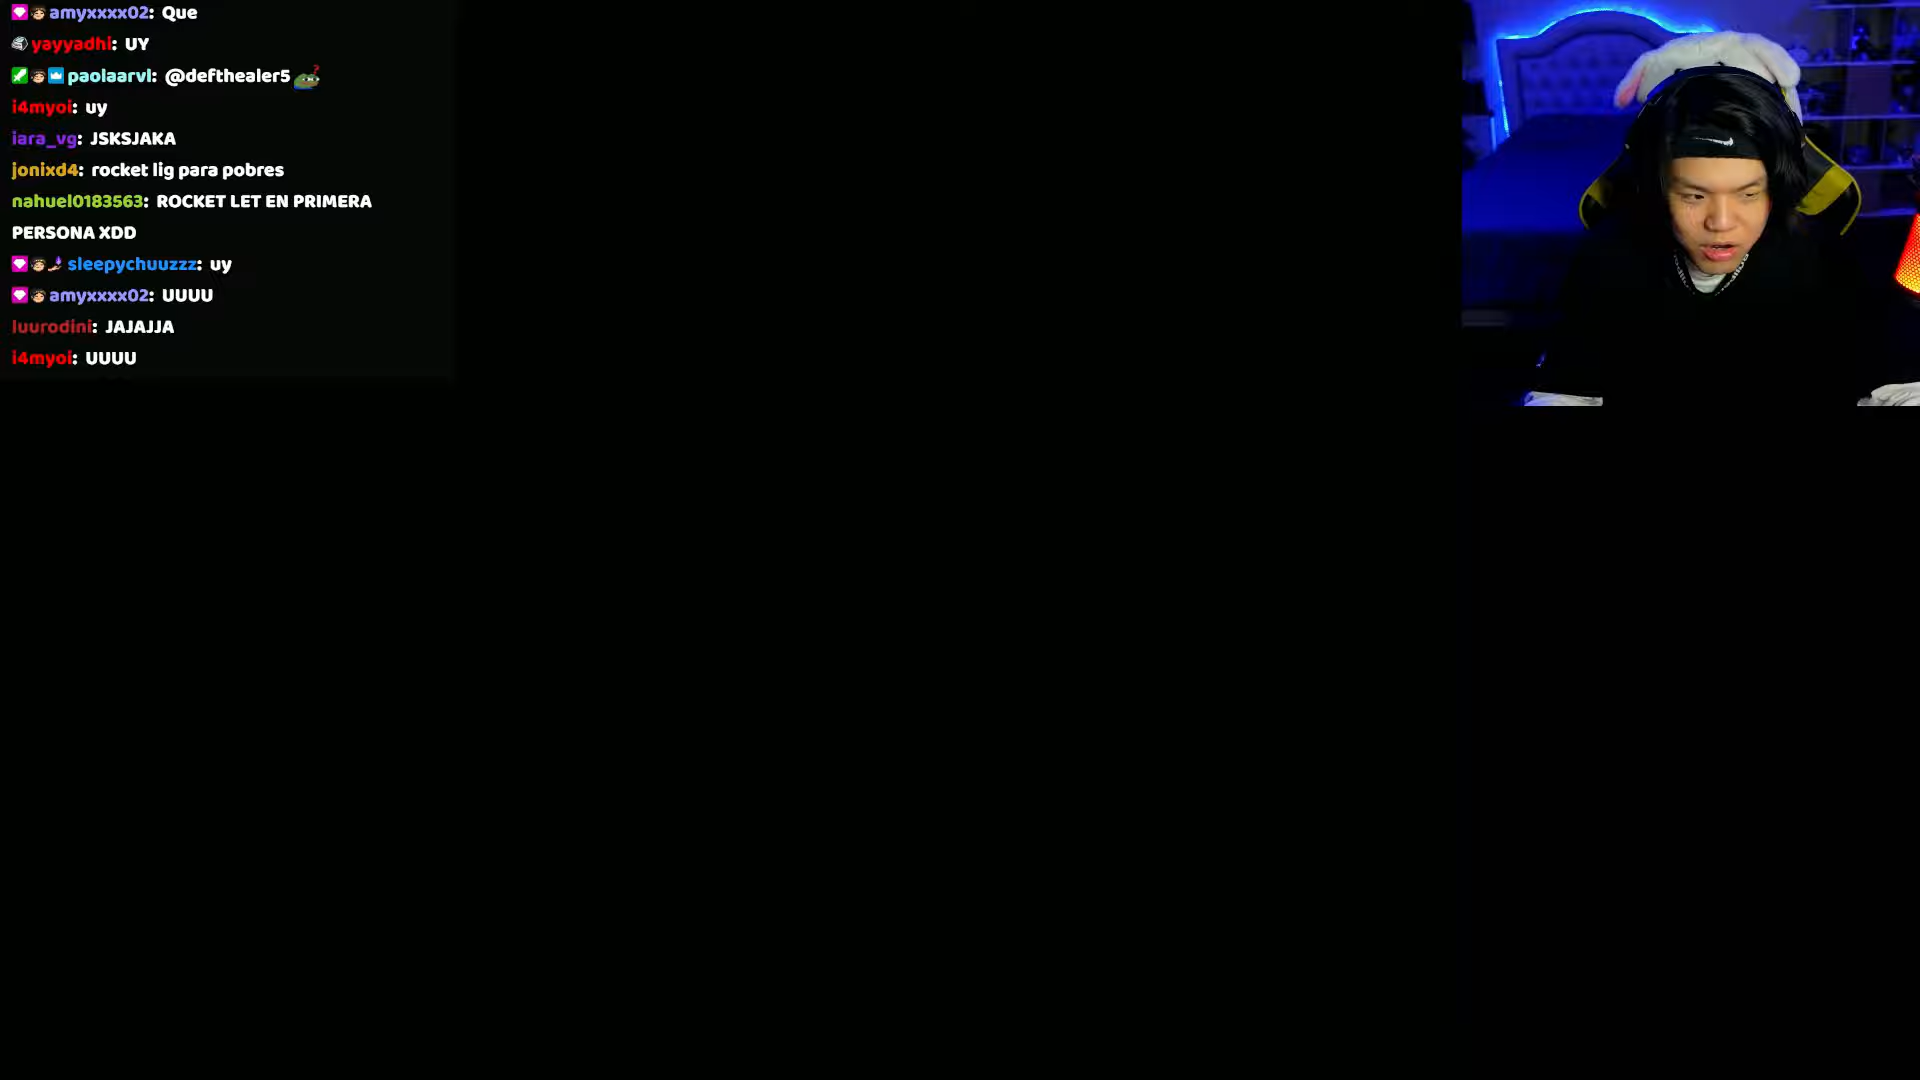 amyxxxx02: Que
yayyadhi: UY
paolaarvl: @defthealer5
i4myoi: uy
iara_vg: JSKSJAKA
jonixd4: rocket lig para pobres
nahuel0183563: ROCKET LET EN PRIMERA
PERSONA XDD
sleepychuuzzz: uy
amyxxxx02: UUUU
luurodini: JAJAJJA
i4myoi: UUUU